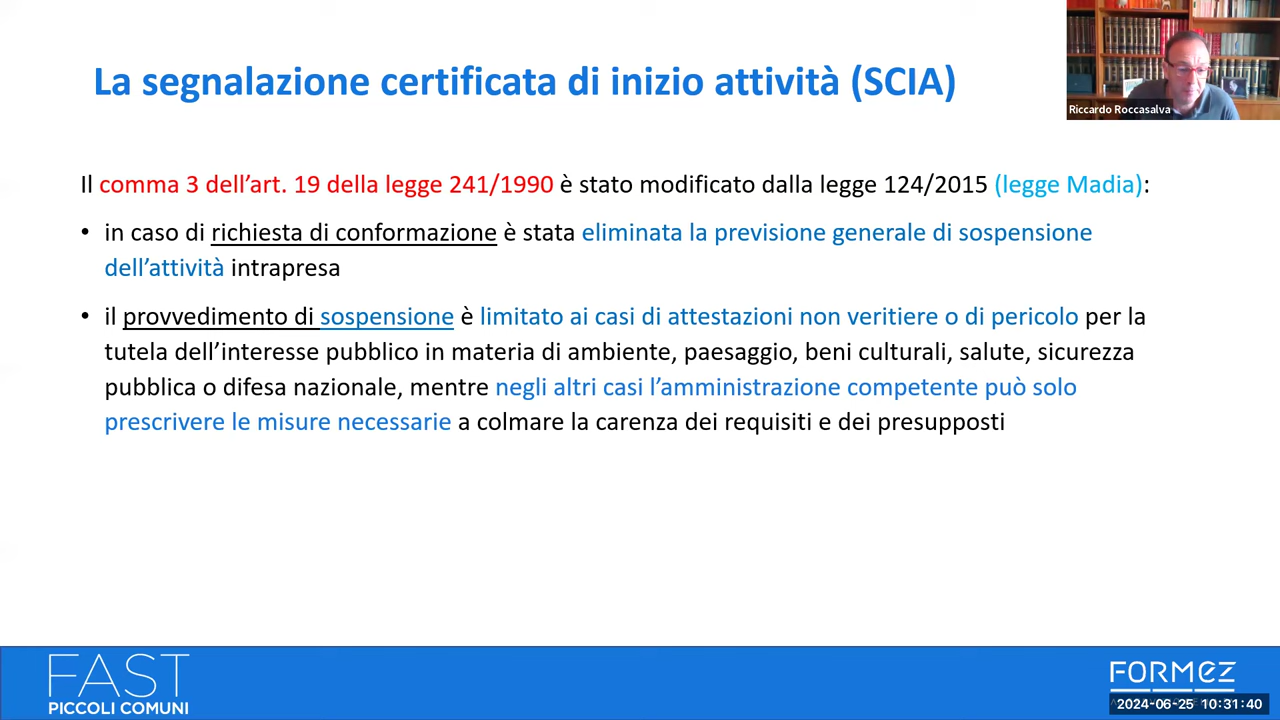 La segnalazione certificata di inizio attività (SCIA)
Riccardo Roccasalva
Il comma 3 dell’art. 19 della legge 241/1990 è stato modificato dalla legge 124/2015 (legge Madia):
• in caso di richiesta di conformazione è stata eliminata la previsione generale di sospensione
dell’attività intrapresa
• il provvedimento di sospensione è limitato ai casi di attestazioni non veritiere o di pericolo per la
tutela dell’interesse pubblico in materia di ambiente, paesaggio, beni culturali, salute, sicurezza
pubblica o difesa nazionale, mentre negli altri casi l’amministrazione competente può solo
prescrivere le misure necessarie a colmare la carenza dei requisiti e dei presupposti
FAST
PICCOLI COMUNI
FORMEZ
2024-06-25 10:31:40